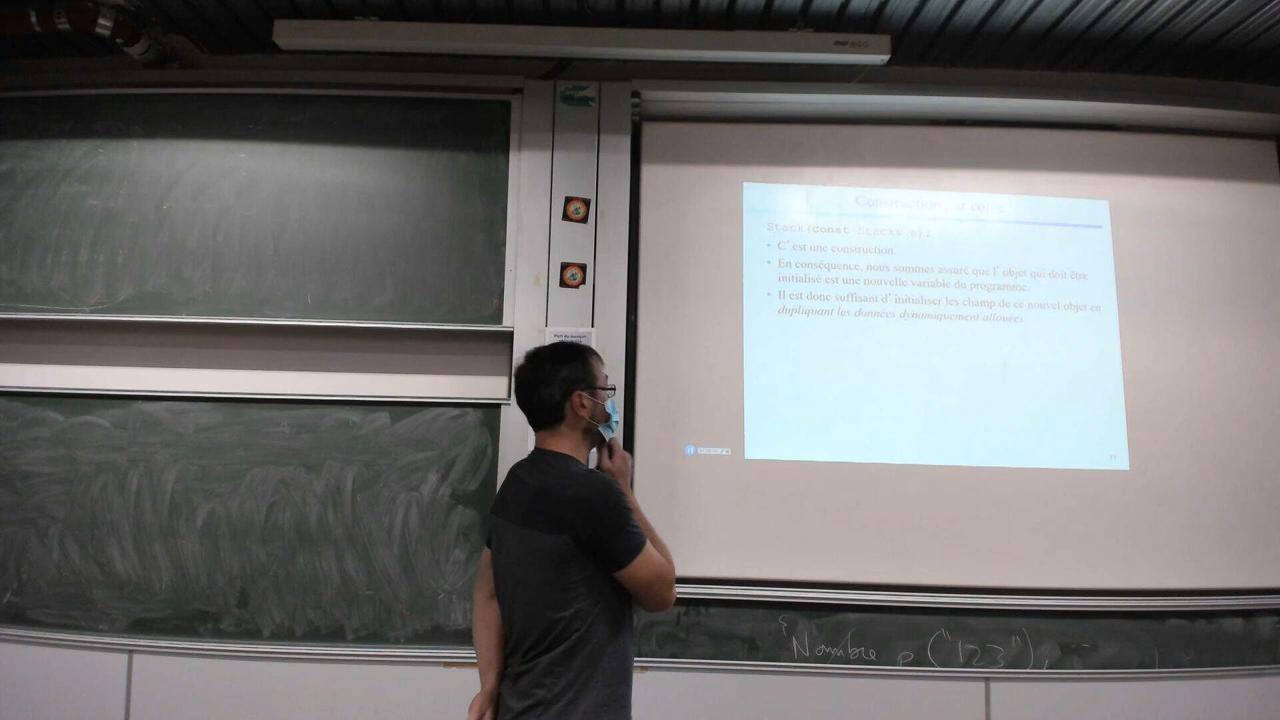 Construction par copie
Stack(const Stack& s);
• C' est une construction.
• En conséquence, nous sommes assuré que l' objet qui doit être
initialisé est une nouvelle variable du programme.
• Il est donc suffisant d' initialiser les champ de ce nouvel objet en
dupliquant les données dynamiquement allouées
Nombre p ("123"),